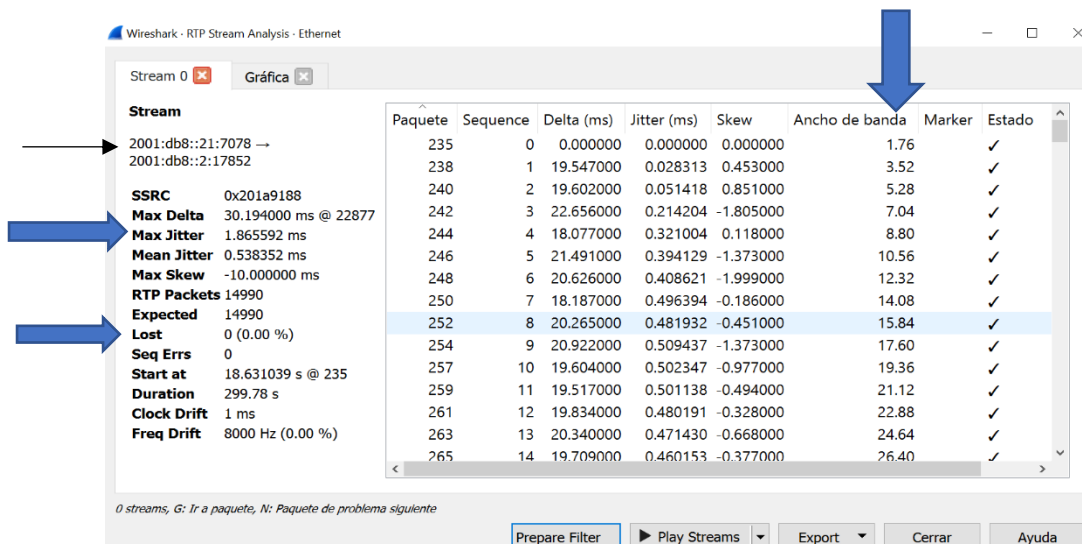 Wireshark · RTP Stream Analysis · Ethernet
Stream 0 Gráfica
Stream
2001:db8::21:7078 →
2001:db8::2:17852
SSRC 0x201a9188
Max Delta 30.194000 ms @ 22877
Max Jitter 1.865592 ms
Mean Jitter 0.538352 ms
Max Skew -10.000000 ms
RTP Packets 14990
Expected 14990
Lost 0 (0.00 %)
Seq Errs 0
Start at 18.631039 s @ 235
Duration 299.78 s
Clock Drift 1 ms
Freq Drift 8000 Hz (0.00 %)
Paquete Sequence Delta (ms) Jitter (ms) Skew Ancho de banda Marker Estado
235 0 0.000000 0.000000 0.000000 1.76 ✓
238 1 19.547000 0.028313 0.453000 3.52 ✓
240 2 19.602000 0.051418 0.851000 5.28 ✓
242 3 22.656000 0.214204 -1.805000 7.04 ✓
244 4 18.077000 0.321004 0.118000 8.80 ✓
246 5 21.491000 0.394129 -1.373000 10.56 ✓
248 6 20.626000 0.408621 -1.999000 12.32 ✓
250 7 18.187000 0.496394 -0.186000 14.08 ✓
252 8 20.265000 0.481932 -0.451000 15.84 ✓
254 9 20.922000 0.509437 -1.373000 17.60 ✓
257 10 19.604000 0.502347 -0.977000 19.36 ✓
259 11 19.517000 0.501138 -0.494000 21.12 ✓
261 12 19.834000 0.480191 -0.328000 22.88 ✓
263 13 20.340000 0.471430 -0.668000 24.64 ✓
265 14 19.709000 0.460153 -0.377000 26.40 ✓
0 streams, G: Ir a paquete, N: Paquete de problema siguiente
Prepare Filter Play Streams Export Cerrar Ayuda